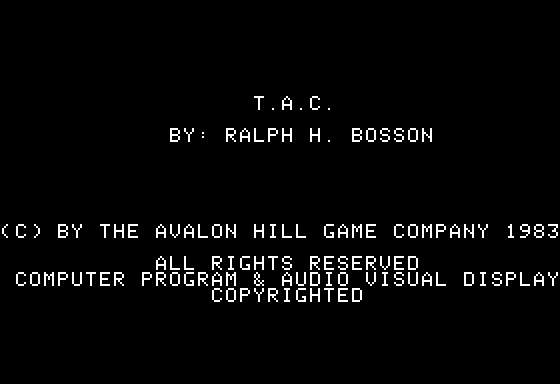 T.A.C.
BY: RALPH H. BOSSON
(C) BY THE AVALON HILL GAME COMPANY 1983
ALL RIGHTS RESERVED
COMPUTER PROGRAM & AUDIO VISUAL DISPLAY
COPYRIGHTED